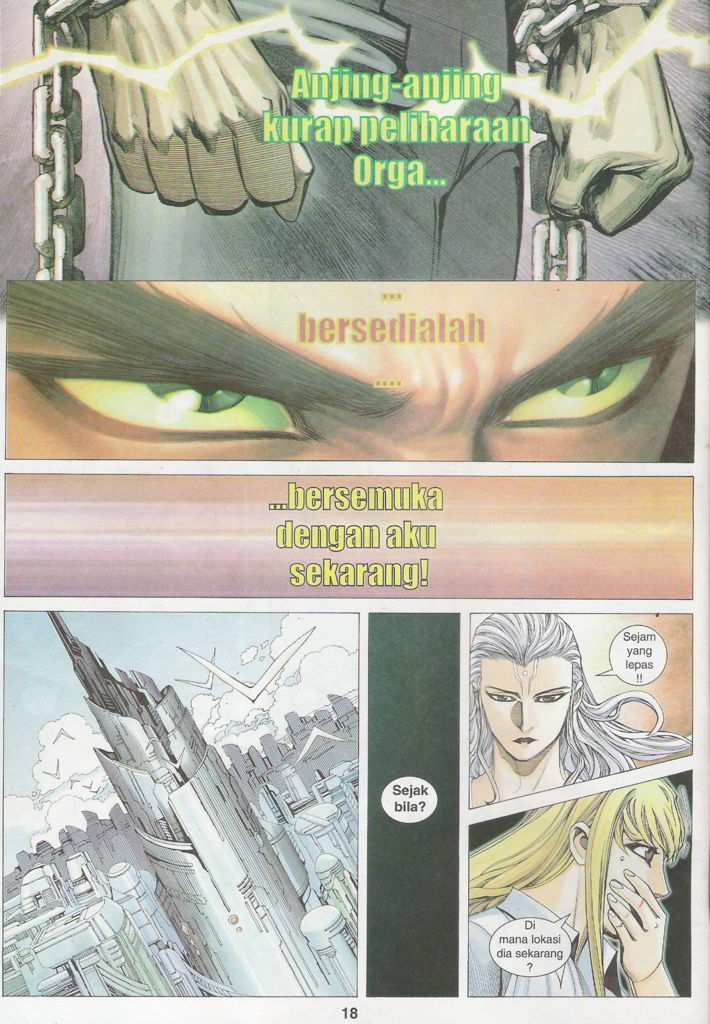 Anjing-anjing
kurap peliharaan
Orga...
...
bersedialah
....
...bersemuka
dengan aku
sekarang!
Sejak
bila?
Sejam
yang
lepas
!!
Di
mana lokasi
dia sekarang
?
18